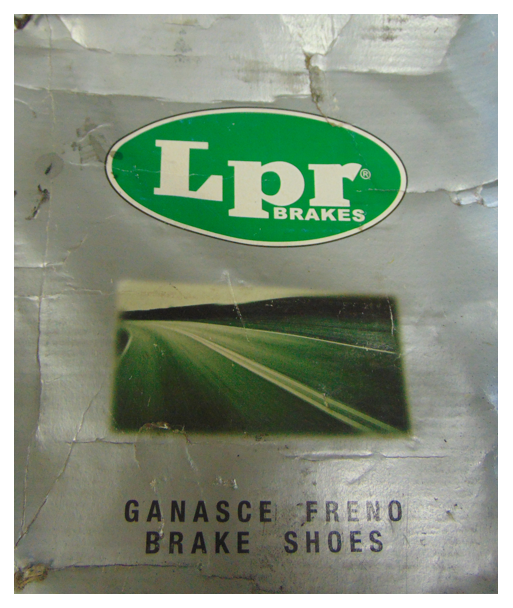 Lpr®
BRAKES
GANASCE FRENO
BRAKE SHOES